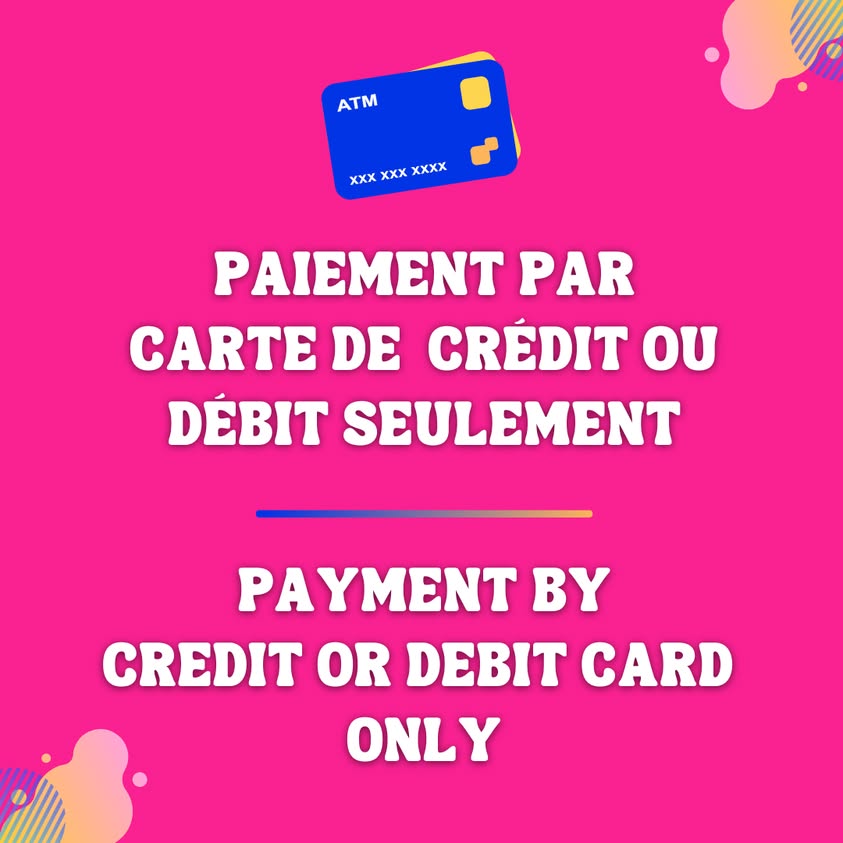 ATM
XXX XXX XXXX
PAIEMENT PAR
CARTE DE CRÉDIT OU
DÉBIT SEULEMENT
PAYMENT BY
CREDIT OR DEBIT CARD
ONLY